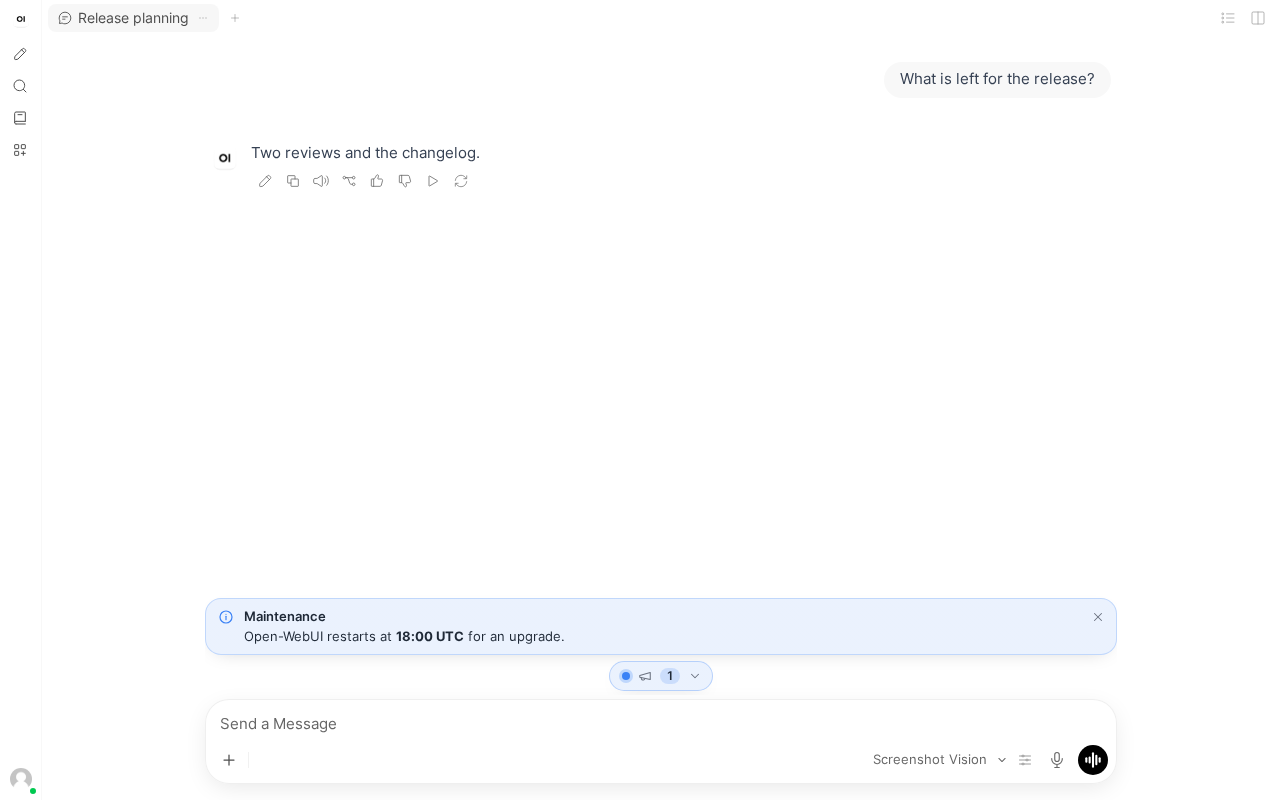 OI
Release planning
What is left for the release?
OI
Two reviews and the changelog.
Maintenance
Open-WebUI restarts at 18:00 UTC for an upgrade.
1
Send a Message
Screenshot Vision